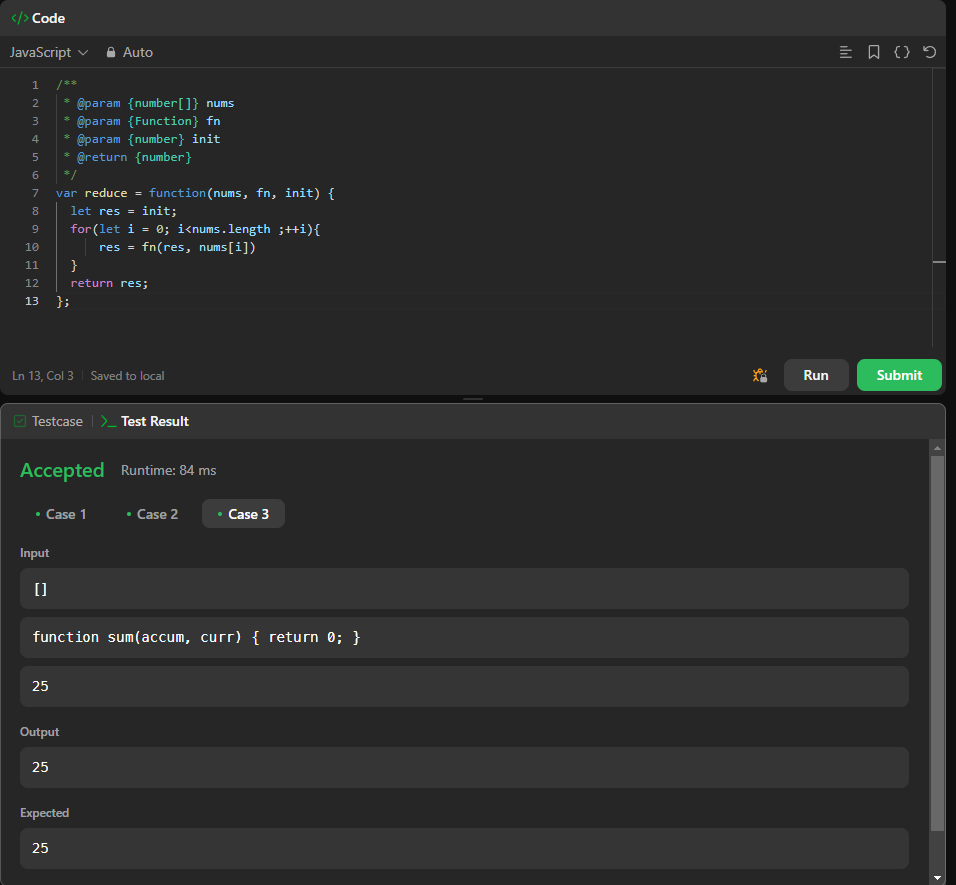 </> Code
JavaScript Auto
1 /**
2 * @param {number[]} nums
3 * @param {Function} fn
4 * @param {number} init
5 * @return {number}
6 */
7 var reduce = function(nums, fn, init) {
8 let res = init;
9 for(let i = 0; i<nums.length ;++i){
10 res = fn(res, nums[i])
11 }
12 return res;
13 };
Ln 13, Col 3 | Saved to local
Run
Submit
Testcase | >_ Test Result
Accepted Runtime: 84 ms
• Case 1 • Case 2 • Case 3
Input
[]
function sum(accum, curr) { return 0; }
25
Output
25
Expected
25